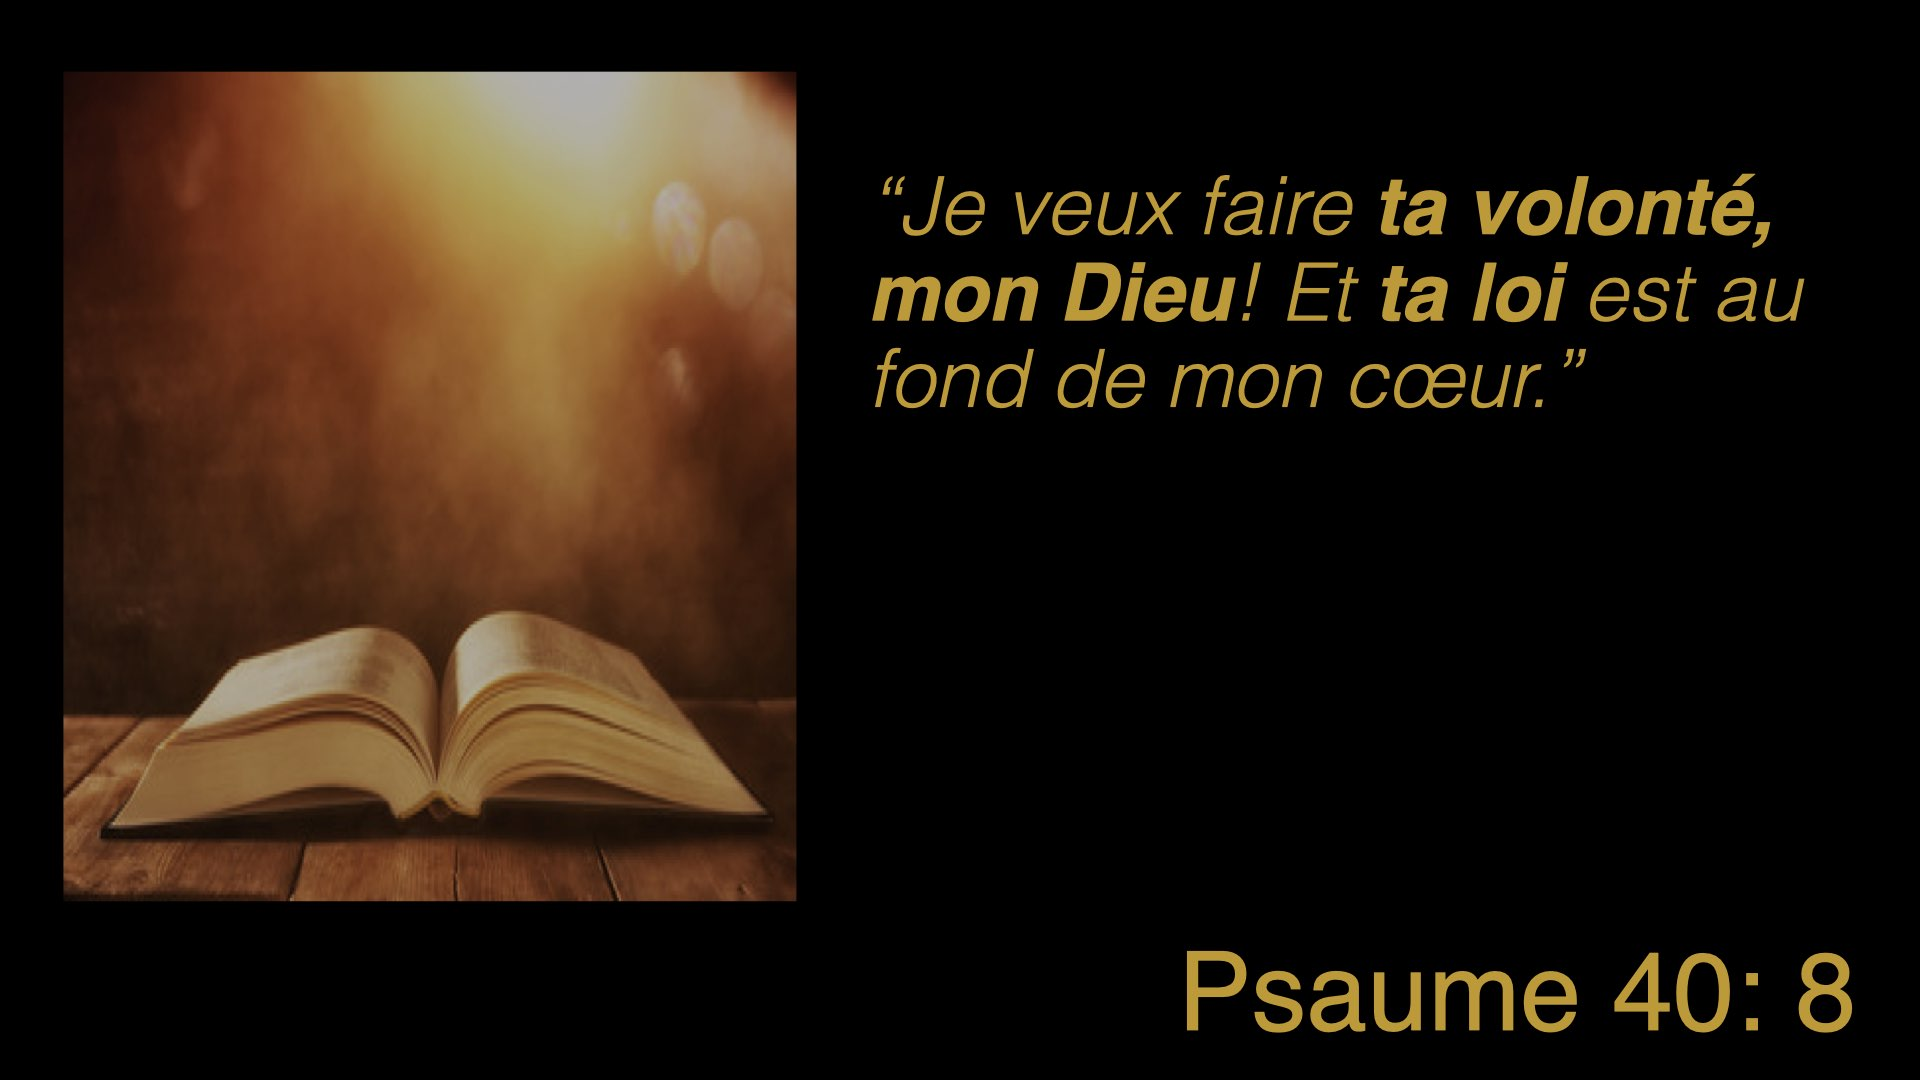 “Je veux faire ta volonté,
mon Dieu! Et ta loi est au
fond de mon cœur.”
Psaume 40: 8